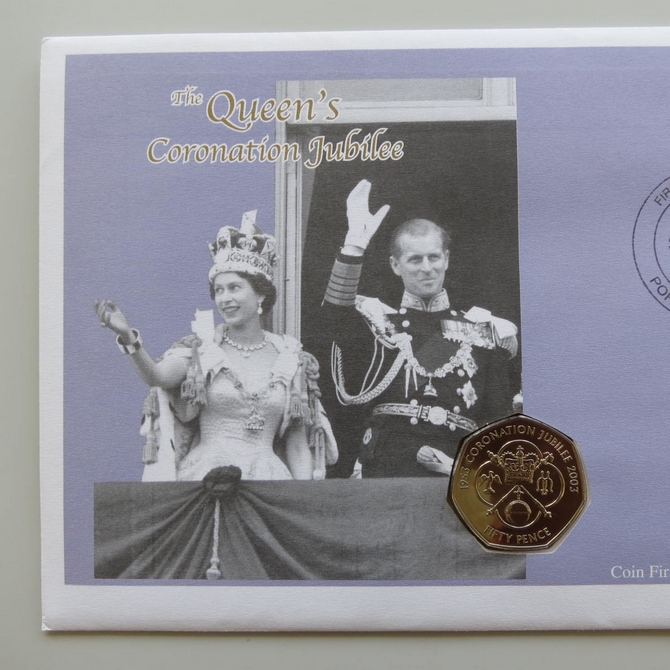 The Queen's
Coronation Jubilee
1953 CORONATION JUBILEE 2003
FIFTY PENCE
Coin Fir